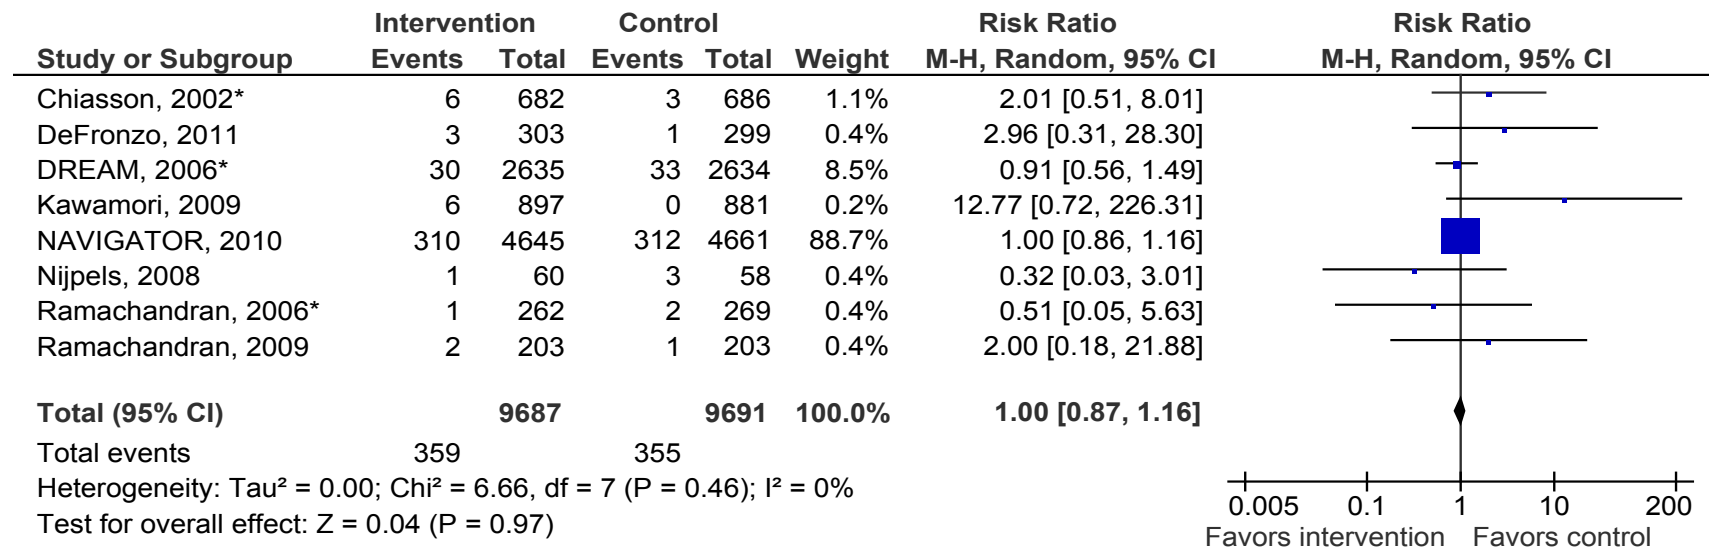 Intervention Control Risk Ratio Risk Ratio
Study or Subgroup Events Total Events Total Weight M-H, Random, 95% CI M-H, Random, 95% CI
Chiasson, 2002* 6 682 3 686 1.1% 2.01 [0.51, 8.01]
DeFronzo, 2011 3 303 1 299 0.4% 2.96 [0.31, 28.30]
DREAM, 2006* 30 2635 33 2634 8.5% 0.91 [0.56, 1.49]
Kawamori, 2009 6 897 0 881 0.2% 12.77 [0.72, 226.31]
NAVIGATOR, 2010 310 4645 312 4661 88.7% 1.00 [0.86, 1.16]
Nijpels, 2008 1 60 3 58 0.4% 0.32 [0.03, 3.01]
Ramachandran, 2006* 1 262 2 269 0.4% 0.51 [0.05, 5.63]
Ramachandran, 2009 2 203 1 203 0.4% 2.00 [0.18, 21.88]
Total (95% CI) 9687 9691 100.0% 1.00 [0.87, 1.16]
Total events 359 355
Heterogeneity: Tau² = 0.00; Chi² = 6.66, df = 7 (P = 0.46); I² = 0%
Test for overall effect: Z = 0.04 (P = 0.97)
0.005 0.1 1 10 200
Favors intervention Favors control